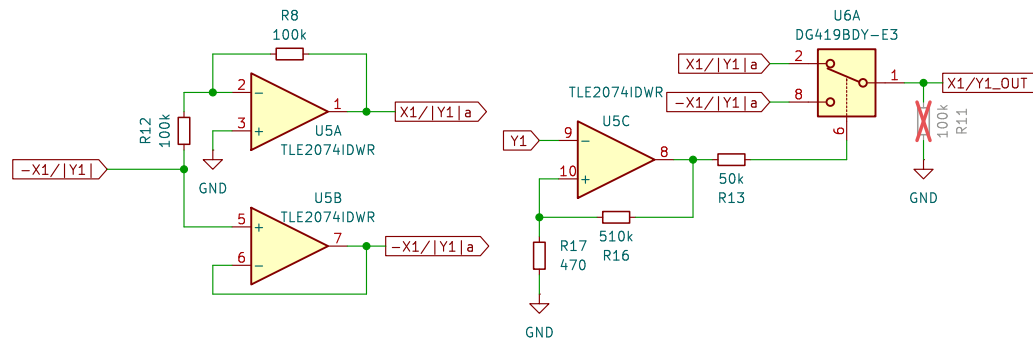 R8
100k
2
−
1
X1/|Y1|a
R12
100k
3
+
U5A
TLE2074IDWR
GND
-X1/|Y1|
U5B
TLE2074IDWR
5
+
7
-X1/|Y1|a
6
−
U6A
DG419BDY-E3
X1/|Y1|a
2
1
X1/Y1_OUT
-X1/|Y1|a
8
6
100k
R11
GND
TLE2074IDWR
U5C
Y1
9
−
8
10
+
50k
R13
510k
R16
R17
470
GND